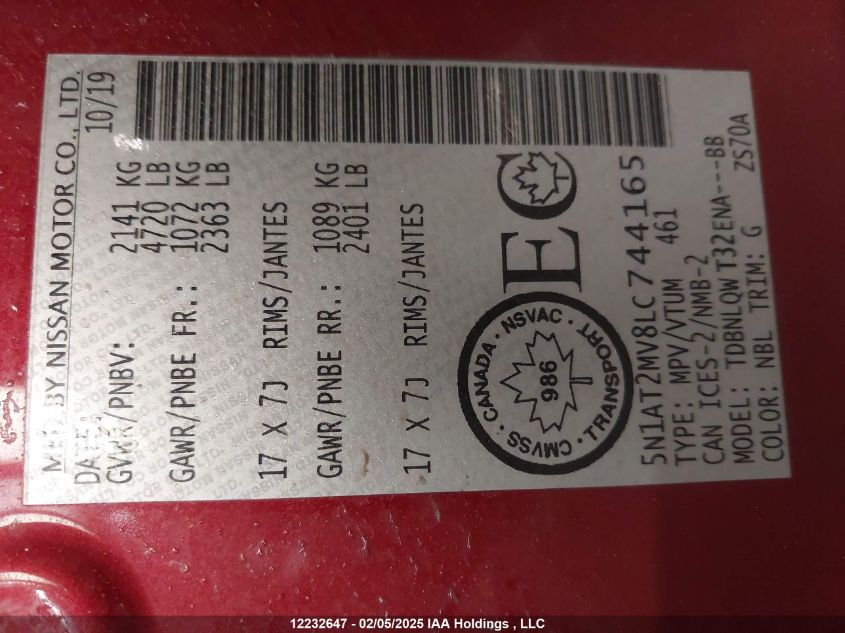 MFD BY NISSAN MOTOR CO., LTD.
DATE: 10/19
GVWR/PNBV: 2141 KG
4720 LB
GAWR/PNBE FR.: 1072 KG
2363 LB
17 X 7J RIMS/JANTES
GAWR/PNBE RR.: 1089 KG
2401 LB
17 X 7J RIMS/JANTES
CANADA · NSVAC · TRANSPORT · CMVSS ·
986
EC
5N1AT2MV8LC744165
TYPE: MPV/VTUM 461
CAN ICES-2/NMB-2
MODEL: TDBNLQW T32ENA---BB
COLOR: NBL TRIM: G ZS70A
12232647 - 02/05/2025 IAA Holdings , LLC